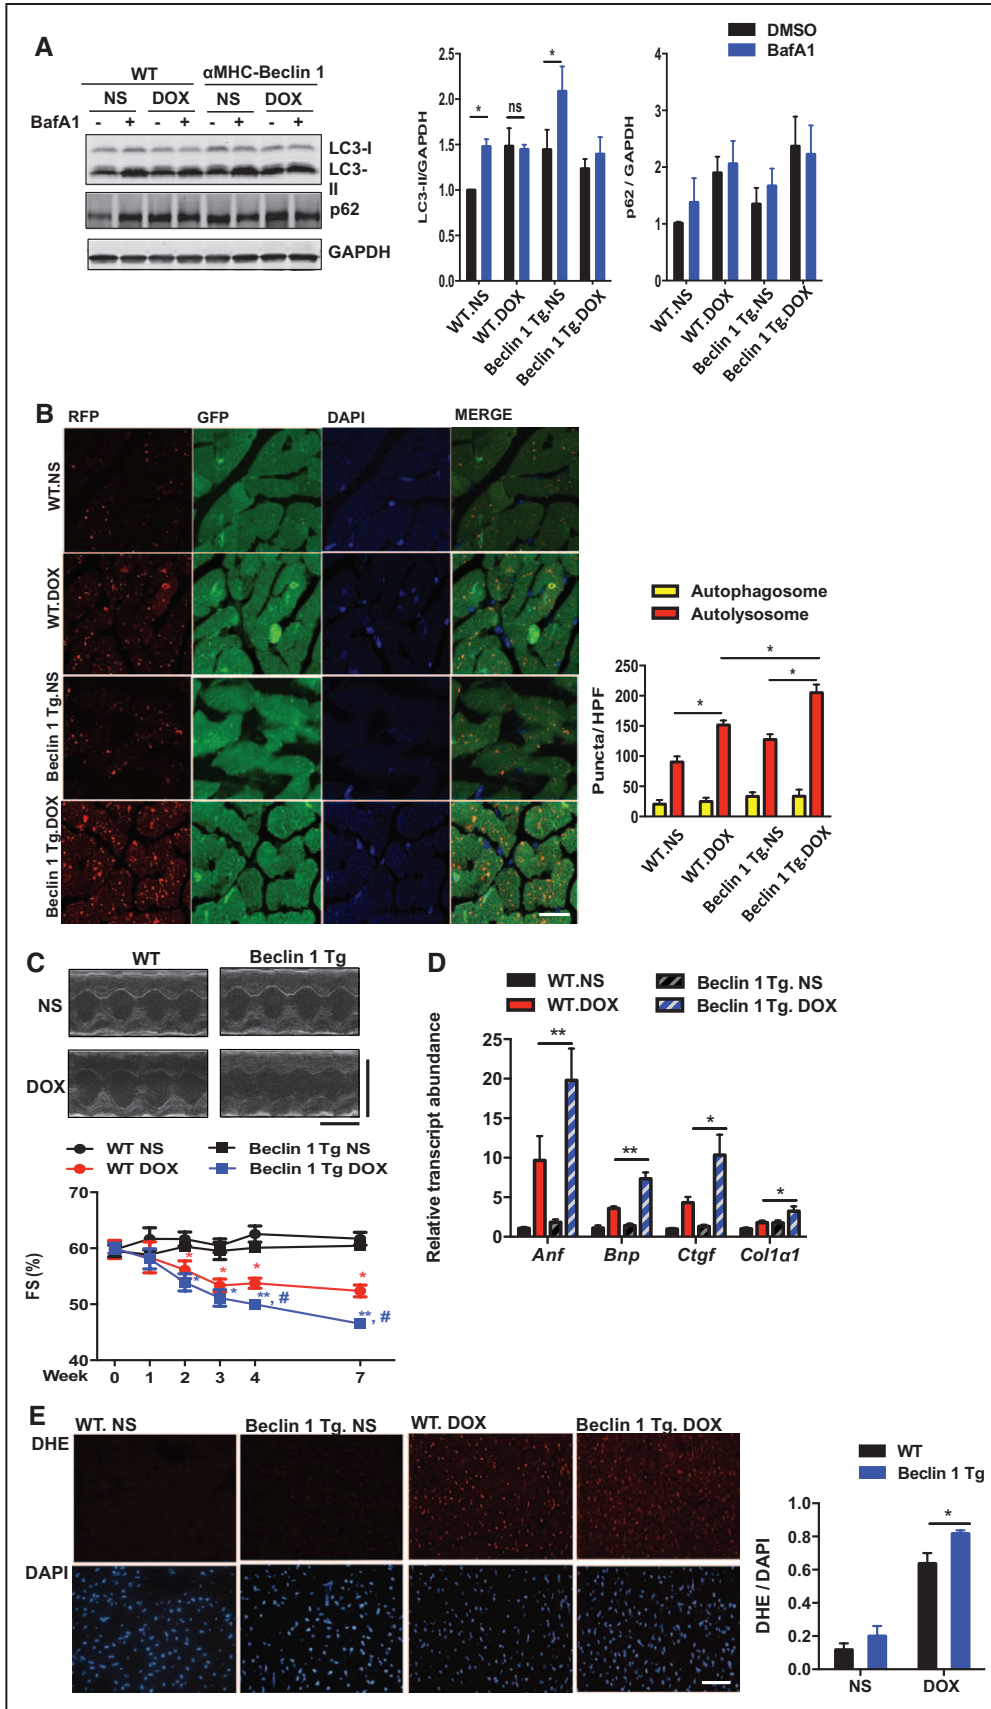 A
WT
αMHC-Beclin 1
NS DOX NS DOX
BafA1 - + - + - + - +
LC3-I
LC3-
II
p62
GAPDH
DMSO
BafA1
LC3-II/GAPDH
2.5
2.0
1.5
1.0
0.5
0.0
* ns *
WT.NS
WT.DOX
Beclin 1 Tg.NS
Beclin 1 Tg.DOX
p62 / GAPDH
4
3
2
1
0
WT.NS
WT.DOX
Beclin 1 Tg.NS
Beclin 1 Tg.DOX
B
RFP GFP DAPI MERGE
WT.NS
WT.DOX
Beclin 1 Tg.NS
Beclin 1 Tg.DOX
Autophagosome
Autolysosome
Puncta/ HPF
250
200
150
100
50
0
* * *
WT.NS
WT.DOX
Beclin 1 Tg.NS
Beclin 1 Tg.DOX
C
WT Beclin 1 Tg
NS
DOX
WT NS Beclin 1 Tg NS
WT DOX Beclin 1 Tg DOX
FS (%)
70
60
50
40
* * * *
* * **, # **, #
Week 0 1 2 3 4 7
D
WT.NS Beclin 1 Tg. NS
WT.DOX Beclin 1 Tg. DOX
Relative transcript abundance
25
20
15
10
5
0
** ** * *
Anf Bnp Ctgf Col1α1
E
WT. NS Beclin 1 Tg. NS WT. DOX Beclin 1 Tg. DOX
DHE
DAPI
WT
Beclin 1 Tg
DHE / DAPI
1.0
0.8
0.6
0.4
0.2
0.0
*
NS DOX